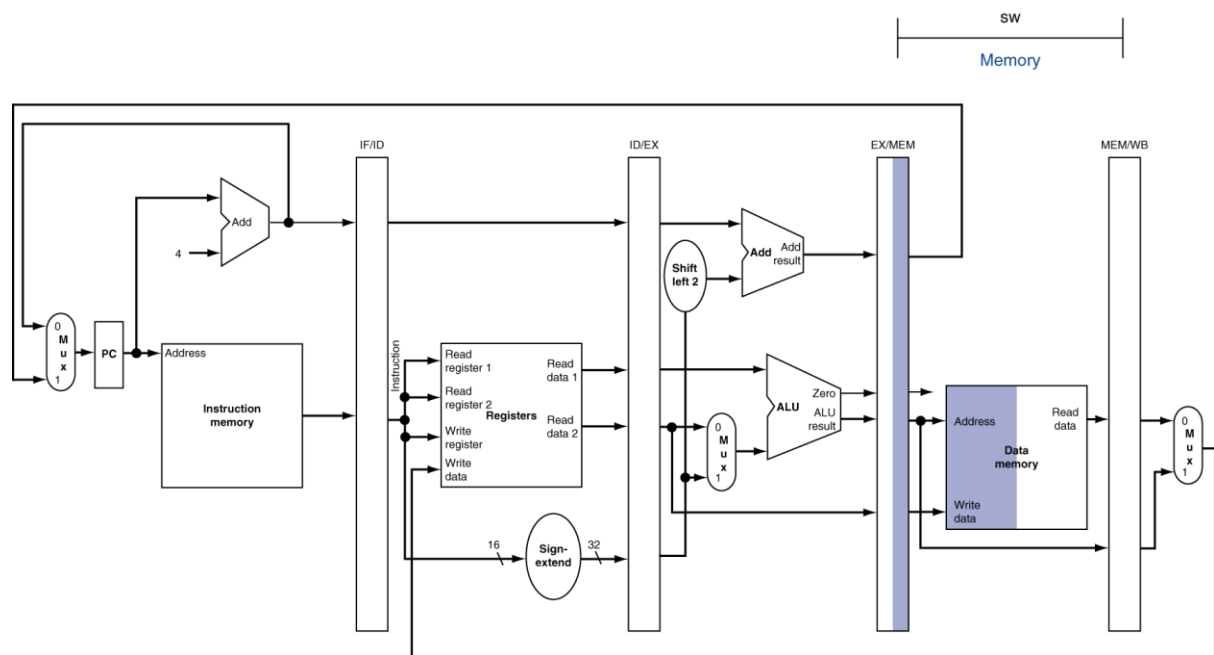 SW
Memory
IF/ID
ID/EX
EX/MEM
MEM/WB
Add
4
Shift
left 2
Add
Add
result
0
M
u
x
1
PC
Address
Instruction
memory
Instruction
Read
register 1
Read
register 2
Write
register
Write
data
Registers
Read
data 1
Read
data 2
0
M
u
x
1
ALU
Zero
ALU
result
Address
Write
data
Data
memory
Read
data
0
M
u
x
1
16
Sign-
extend
32